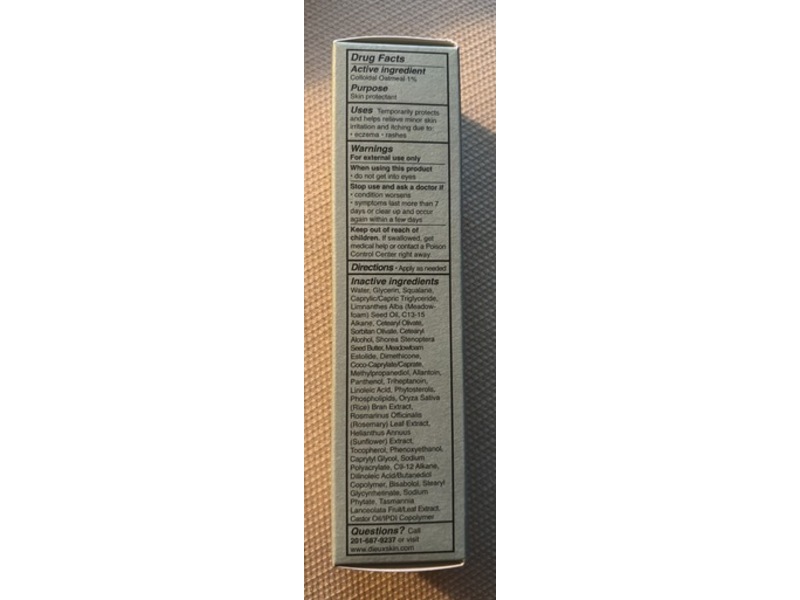 Drug Facts
Active ingredient
Colloidal Oatmeal 1%
Purpose
Skin protectant
Uses Temporarily protects
and helps relieve minor skin
irritation and itching due to:
• eczema • rashes
Warnings
For external use only
When using this product
• do not get into eyes
Stop use and ask a doctor if
• condition worsens
• symptoms last more than 7
days or clear up and occur
again within a few days
Keep out of reach of
children. If swallowed, get
medical help or contact a Poison
Control Center right away
Directions • Apply as needed
Inactive ingredients
Water, Glycerin, Squalane,
Caprylic/Capric Triglyceride,
Limnanthes Alba (Meadow-
foam) Seed Oil, C13-15
Alkane, Cetearyl Olivate,
Sorbitan Olivate, Cetearyl
Alcohol, Shorea Stenoptera
Seed Butter, Meadowfoam
Estolide, Dimethicone,
Coco-Caprylate/Caprate,
Methylpropanediol, Allantoin,
Panthenol, Triheptanoin,
Linoleic Acid, Phytosterols,
Phospholipids, Oryza Sativa
(Rice) Bran Extract,
Rosmarinus Officinalis
(Rosemary) Leaf Extract,
Helianthus Annuus
(Sunflower) Extract,
Tocopherol, Phenoxyethanol,
Caprylyl Glycol, Sodium
Polyacrylate, C9-12 Alkane,
Dilinoleic Acid/Butanediol
Copolymer, Bisabolol, Stearyl
Glycyrrhetinate, Sodium
Phytate, Tasmannia
Lanceolata Fruit/Leaf Extract,
Castor Oil/IPDI Copolymer
Questions? Call
201-687-9237 or visit
www.dieuxskin.com